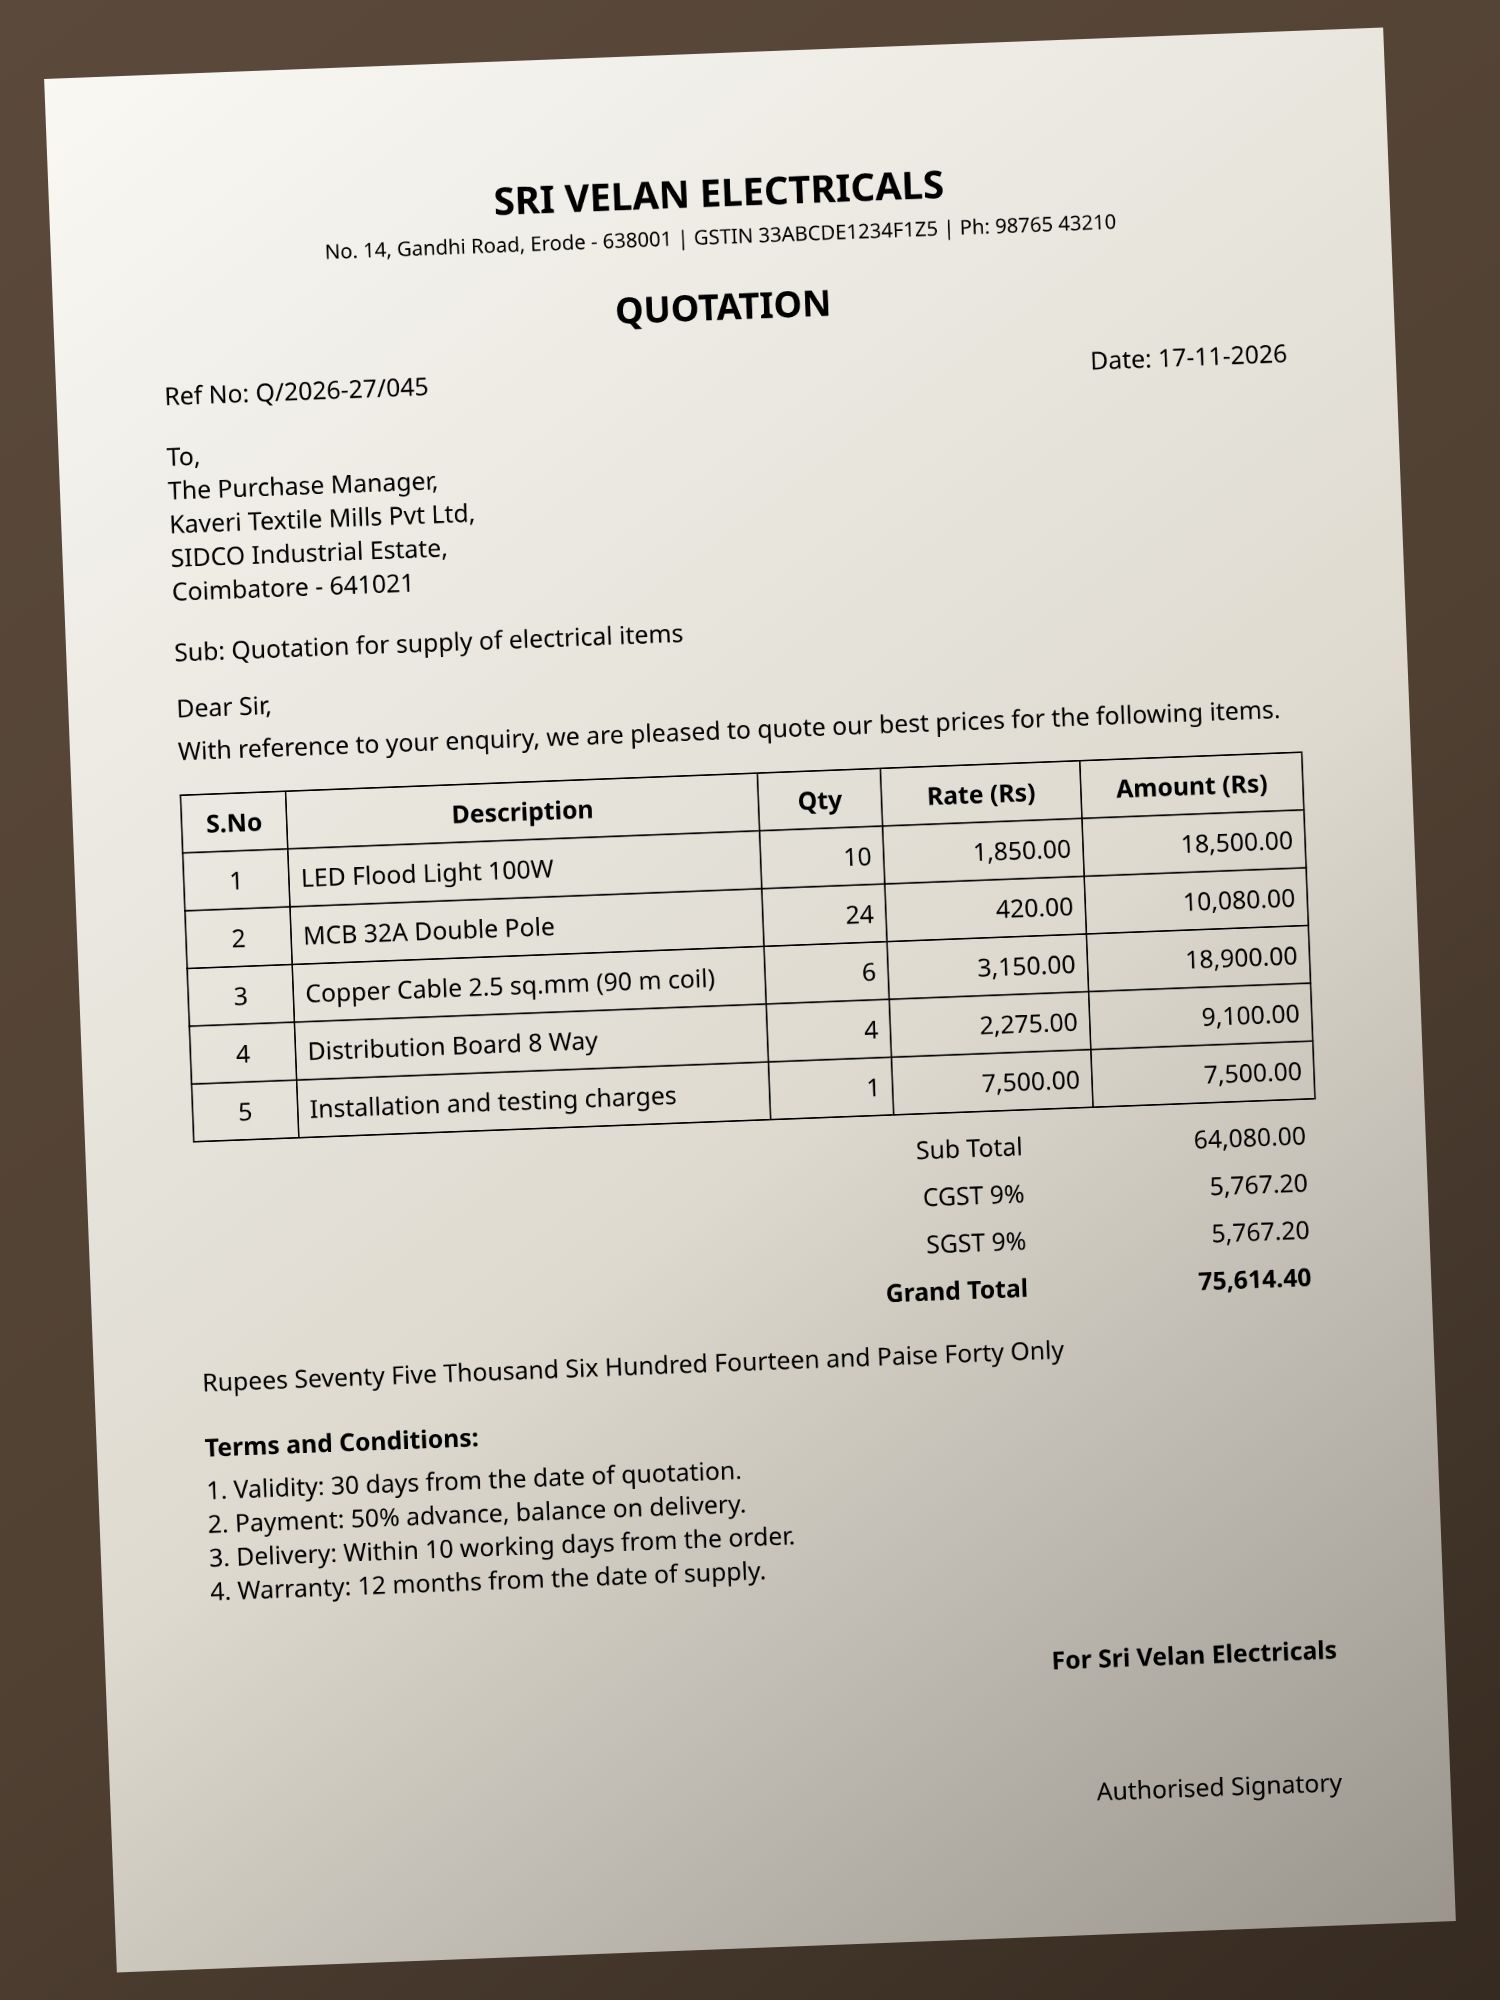 SRI VELAN ELECTRICALS
No. 14, Gandhi Road, Erode - 638001 | GSTIN 33ABCDE1234F1Z5 | Ph: 98765 43210
QUOTATION
Ref No: Q/2026-27/045 Date: 17-11-2026
To,
The Purchase Manager,
Kaveri Textile Mills Pvt Ltd,
SIDCO Industrial Estate,
Coimbatore - 641021
Sub: Quotation for supply of electrical items
Dear Sir,
With reference to your enquiry, we are pleased to quote our best prices for the following items.
S.No Description Qty Rate (Rs) Amount (Rs)
1 LED Flood Light 100W 10 1,850.00 18,500.00
2 MCB 32A Double Pole 24 420.00 10,080.00
3 Copper Cable 2.5 sq.mm (90 m coil) 6 3,150.00 18,900.00
4 Distribution Board 8 Way 4 2,275.00 9,100.00
5 Installation and testing charges 1 7,500.00 7,500.00
Sub Total 64,080.00
CGST 9% 5,767.20
SGST 9% 5,767.20
Grand Total 75,614.40
Rupees Seventy Five Thousand Six Hundred Fourteen and Paise Forty Only
Terms and Conditions:
1. Validity: 30 days from the date of quotation.
2. Payment: 50% advance, balance on delivery.
3. Delivery: Within 10 working days from the order.
4. Warranty: 12 months from the date of supply.
For Sri Velan Electricals
Authorised Signatory